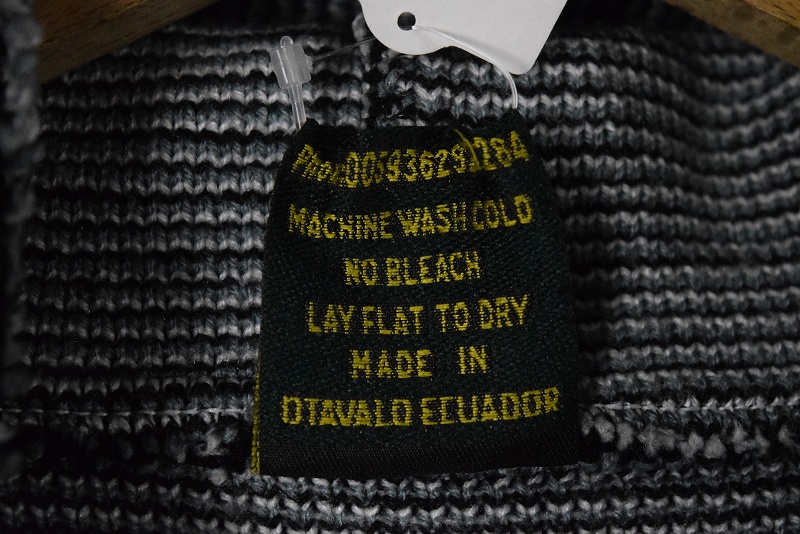 MACHINE WASH COLD
NO BLEACH
LAY FLAT TO DRY
MADE IN
OTAVALO ECUADOR